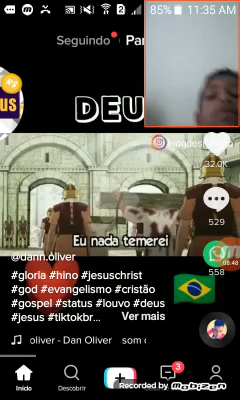 85% 11:35 AM
Seguindo
DEU
32.0K
Eu nada temerei
529
@dann.oliver
558
08:48
#gloria #hino #jesuschrist
#god #evangelismo #cristão
#gospel #status #louvo #deus
#jesus #tiktokbr... Ver mais
oliver - Dan Oliver som
3
Início
Descobrir
Recorded by Mobizen